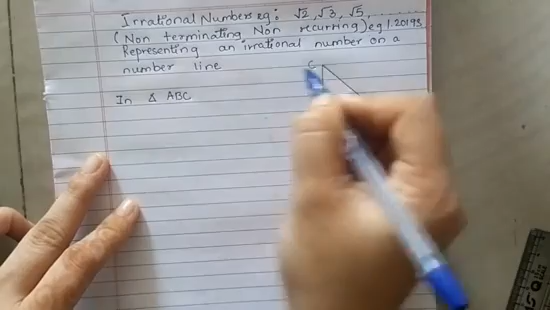 Irrational Numbers eg: √2, √3, √5, ......
(Non terminating Non recurring) eg 1.20193
Representing an irrational number on a
number line
C
In Δ ABC